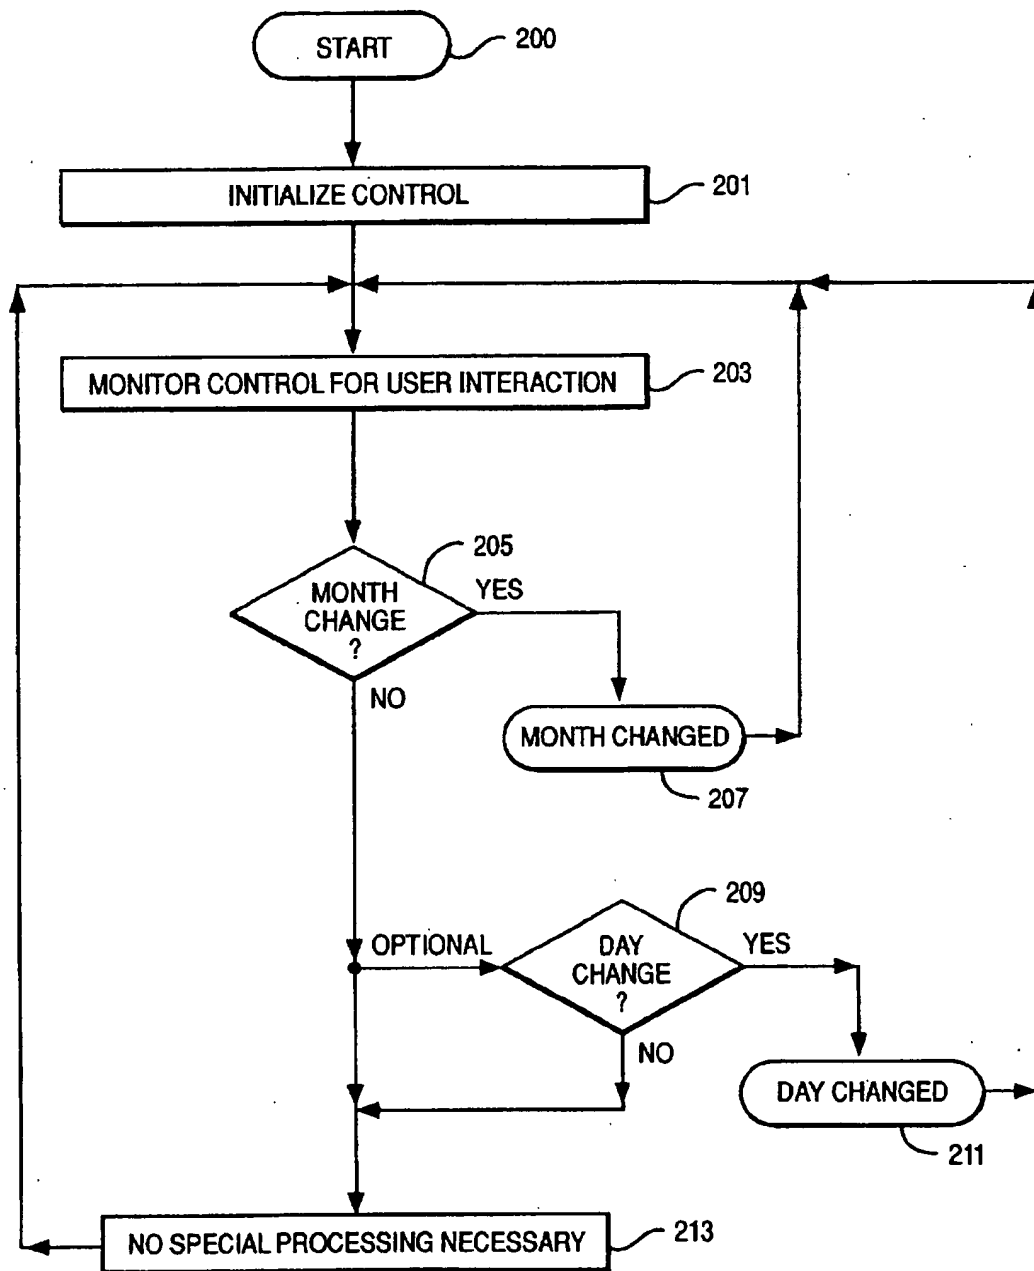 START
200
INITIALIZE CONTROL
201
MONITOR CONTROL FOR USER INTERACTION
203
205
MONTH
CHANGE
?
YES
NO
MONTH CHANGED
207
209
OPTIONAL
DAY
CHANGE
?
YES
NO
DAY CHANGED
211
NO SPECIAL PROCESSING NECESSARY
213